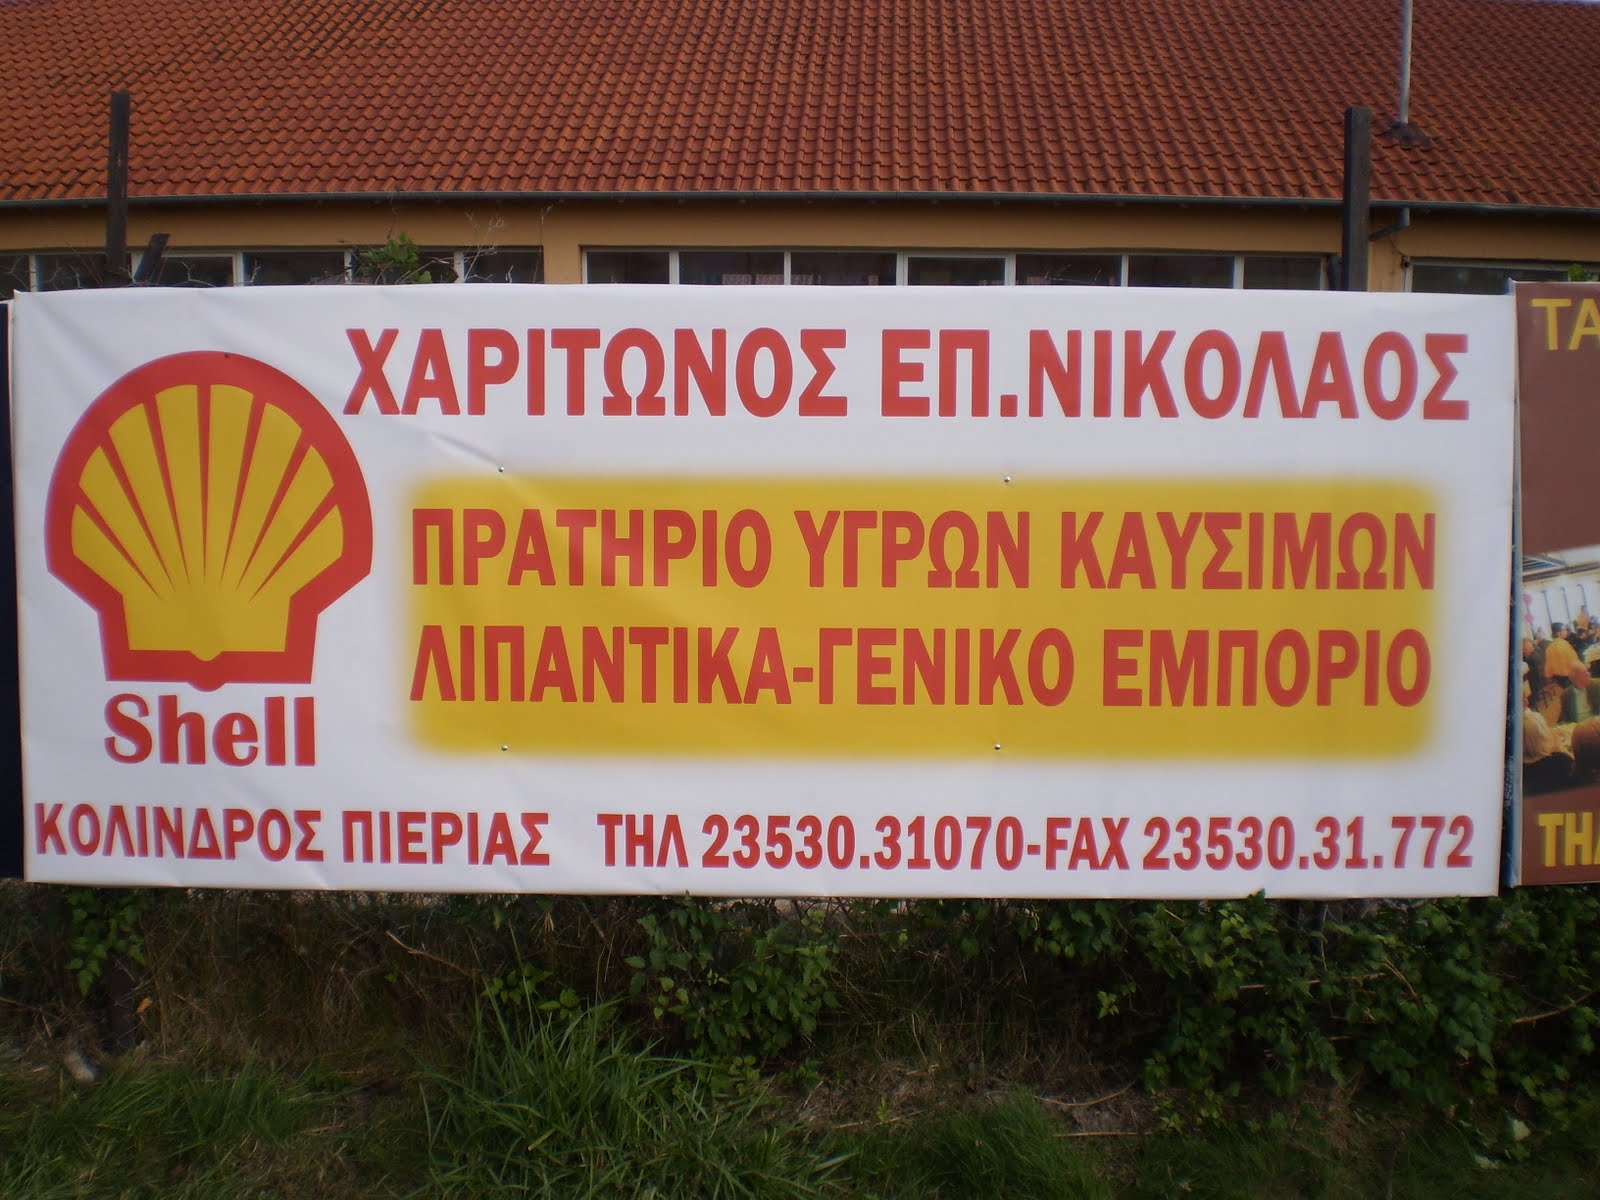 ΧΑΡΙΤΩΝΟΣ ΕΠ.ΝΙΚΟΛΑΟΣ
ΠΡΑΤΗΡΙΟ ΥΓΡΩΝ ΚΑΥΣΙΜΩΝ
ΛΙΠΑΝΤΙΚΑ-ΓΕΝΙΚΟ ΕΜΠΟΡΙΟ
Shell
ΚΟΛΙΝΔΡΟΣ ΠΙΕΡΙΑΣ ΤΗΛ 23530.31070-FAX 23530.31.772